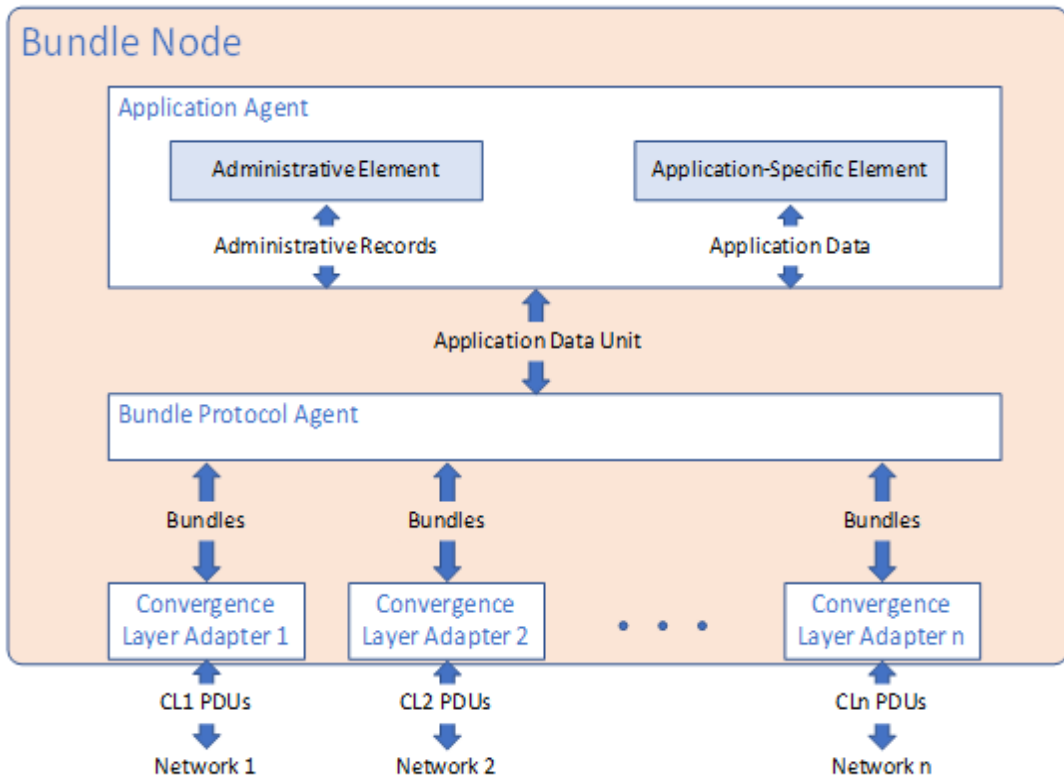 Bundle Node
Application Agent
Administrative Element
Application-Specific Element
Administrative Records
Application Data
Application Data Unit
Bundle Protocol Agent
Bundles
Bundles
Bundles
Convergence
Layer Adapter 1
Convergence
Layer Adapter 2
• • •
Convergence
Layer Adapter n
CL1 PDUs
CL2 PDUs
CLn PDUs
Network 1
Network 2
Network n